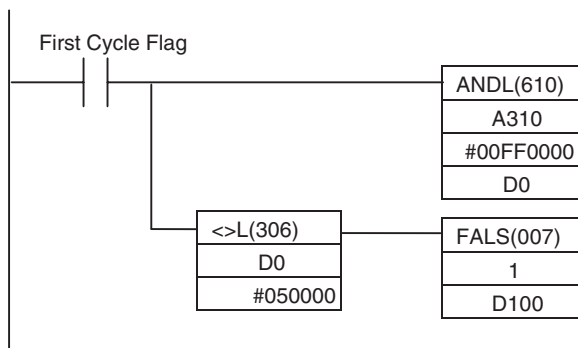 First Cycle Flag
ANDL(610)
A310
#00FF0000
D0
<>L(306)
D0
#050000
FALS(007)
1
D100